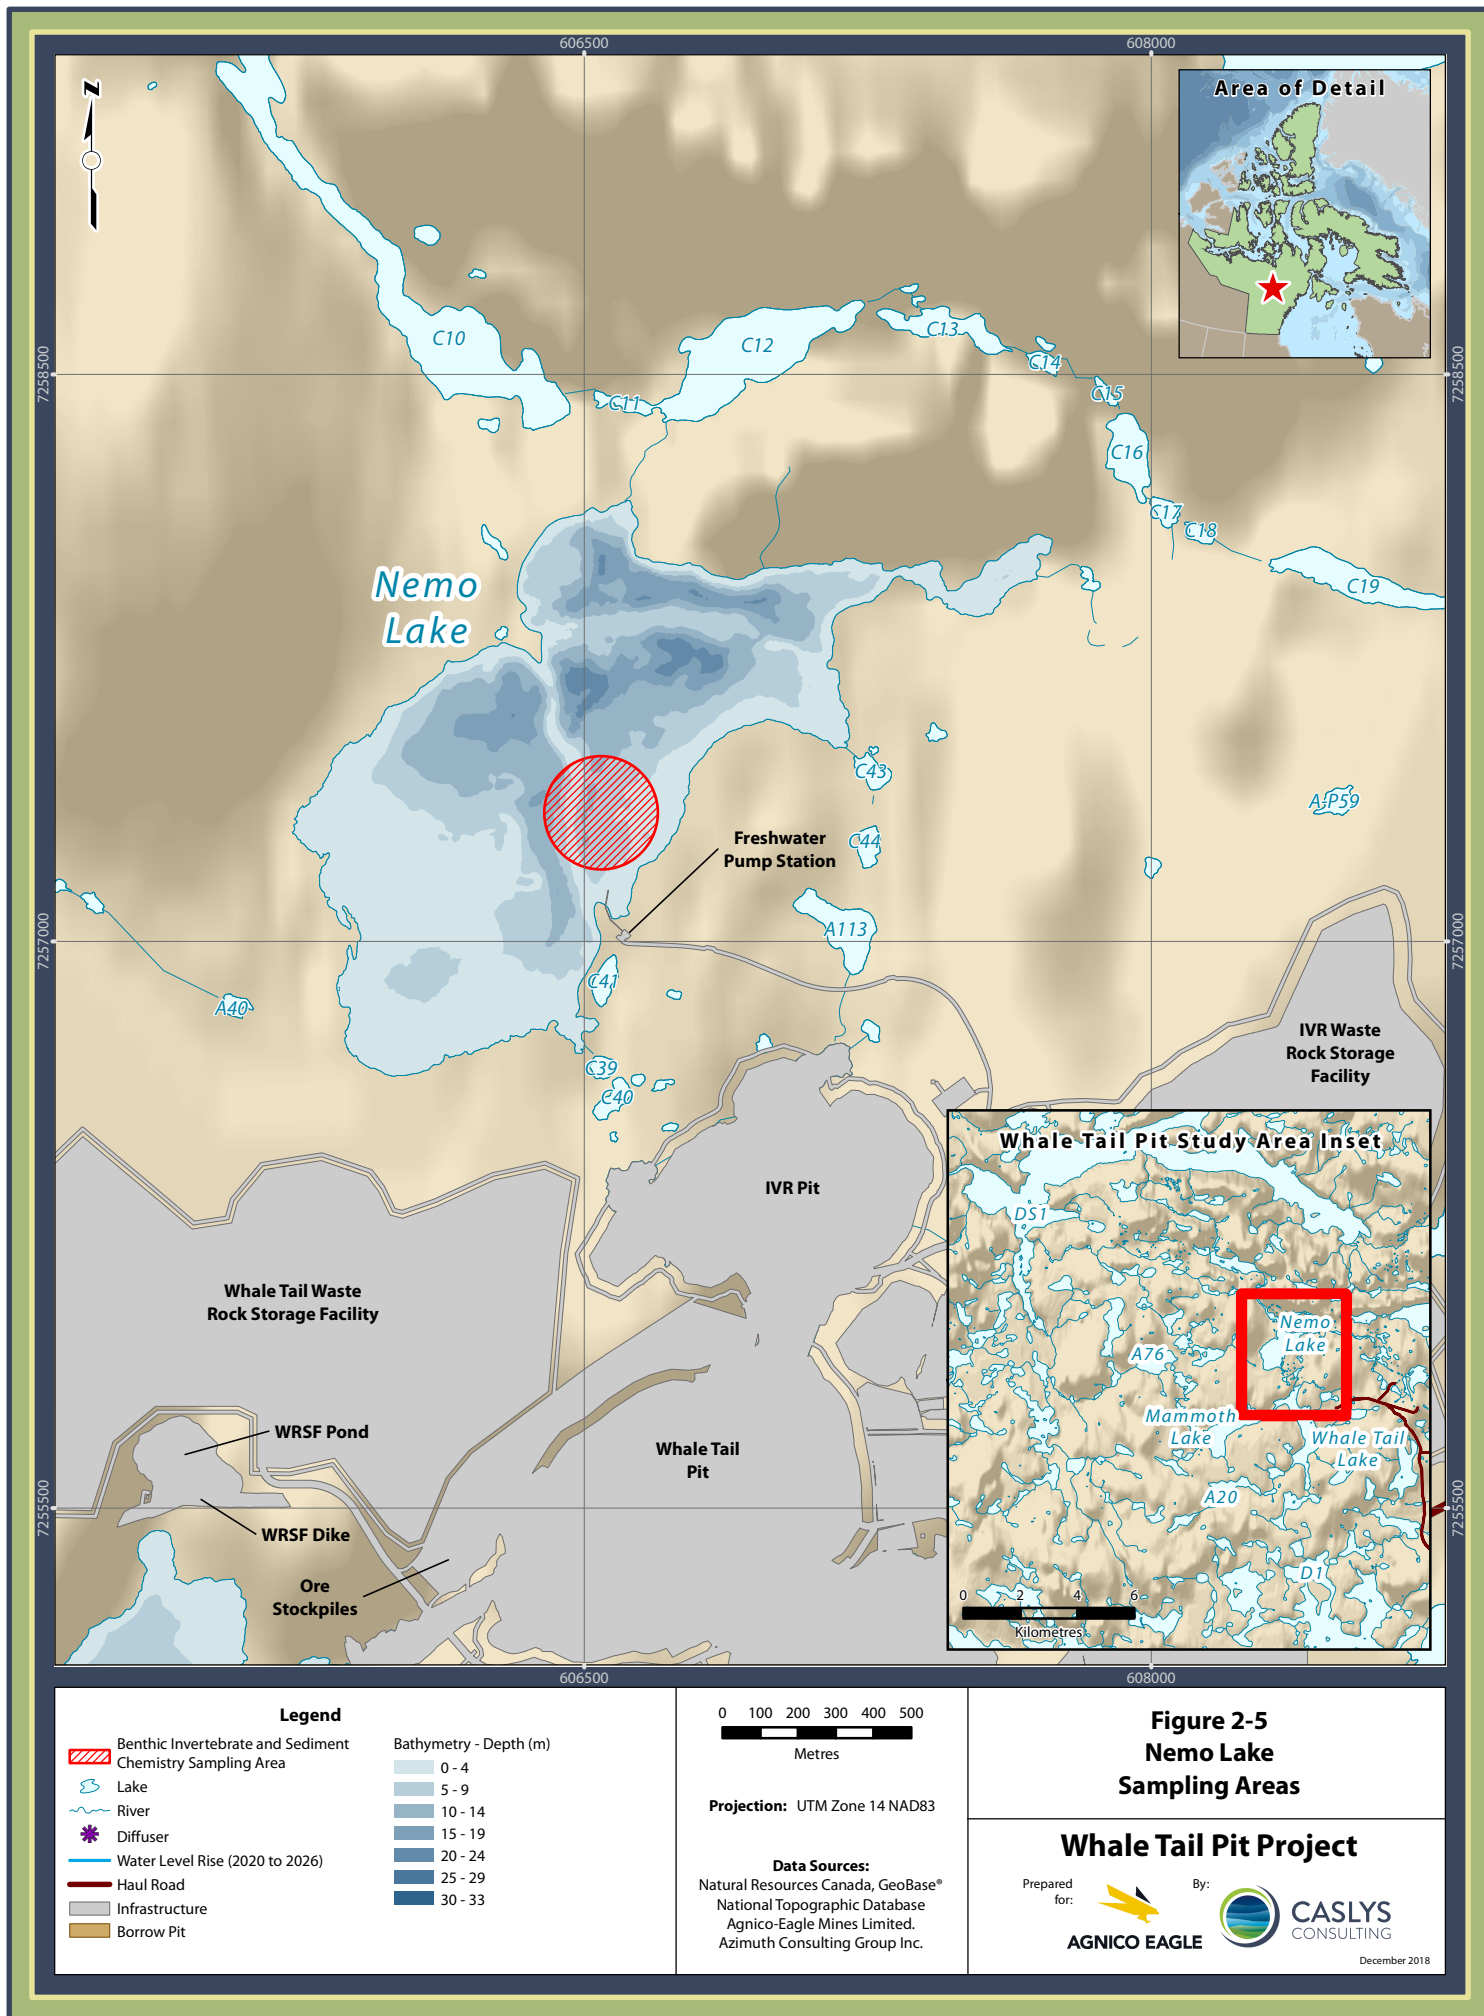 606500
608000
N
Area of Detail
C10
C12
C13
C14
7258500
7258500
C11
C15
C16
C17
C18
Nemo
Lake
C19
C43
A-P59
Freshwater
Pump Station
C44
A113
7257000
7257000
C41
A40
IVR Waste
Rock Storage
Facility
C39
C40
IVR Pit
Whale Tail Pit Study Area Inset
DS1
Nemo
Lake
A76
Mammoth
Lake
Whale Tail
Lake
A20
D1
0 2 4 6
Kilometres
Whale Tail Waste
Rock Storage Facility
WRSF Pond
Whale Tail
Pit
7255500
7255500
WRSF Dike
Ore
Stockpiles
606500
608000
Legend
Benthic Invertebrate and Sediment
Chemistry Sampling Area
Lake
River
Diffuser
Water Level Rise (2020 to 2026)
Haul Road
Infrastructure
Borrow Pit
Bathymetry - Depth (m)
0 - 4
5 - 9
10 - 14
15 - 19
20 - 24
25 - 29
30 - 33
0 100 200 300 400 500
Metres
Projection: UTM Zone 14 NAD83
Data Sources:
Natural Resources Canada, GeoBase®
National Topographic Database
Agnico-Eagle Mines Limited.
Azimuth Consulting Group Inc.
Figure 2-5
Nemo Lake
Sampling Areas
Whale Tail Pit Project
Prepared
for:
AGNICO EAGLE
By:
CASLYS
CONSULTING
December 2018